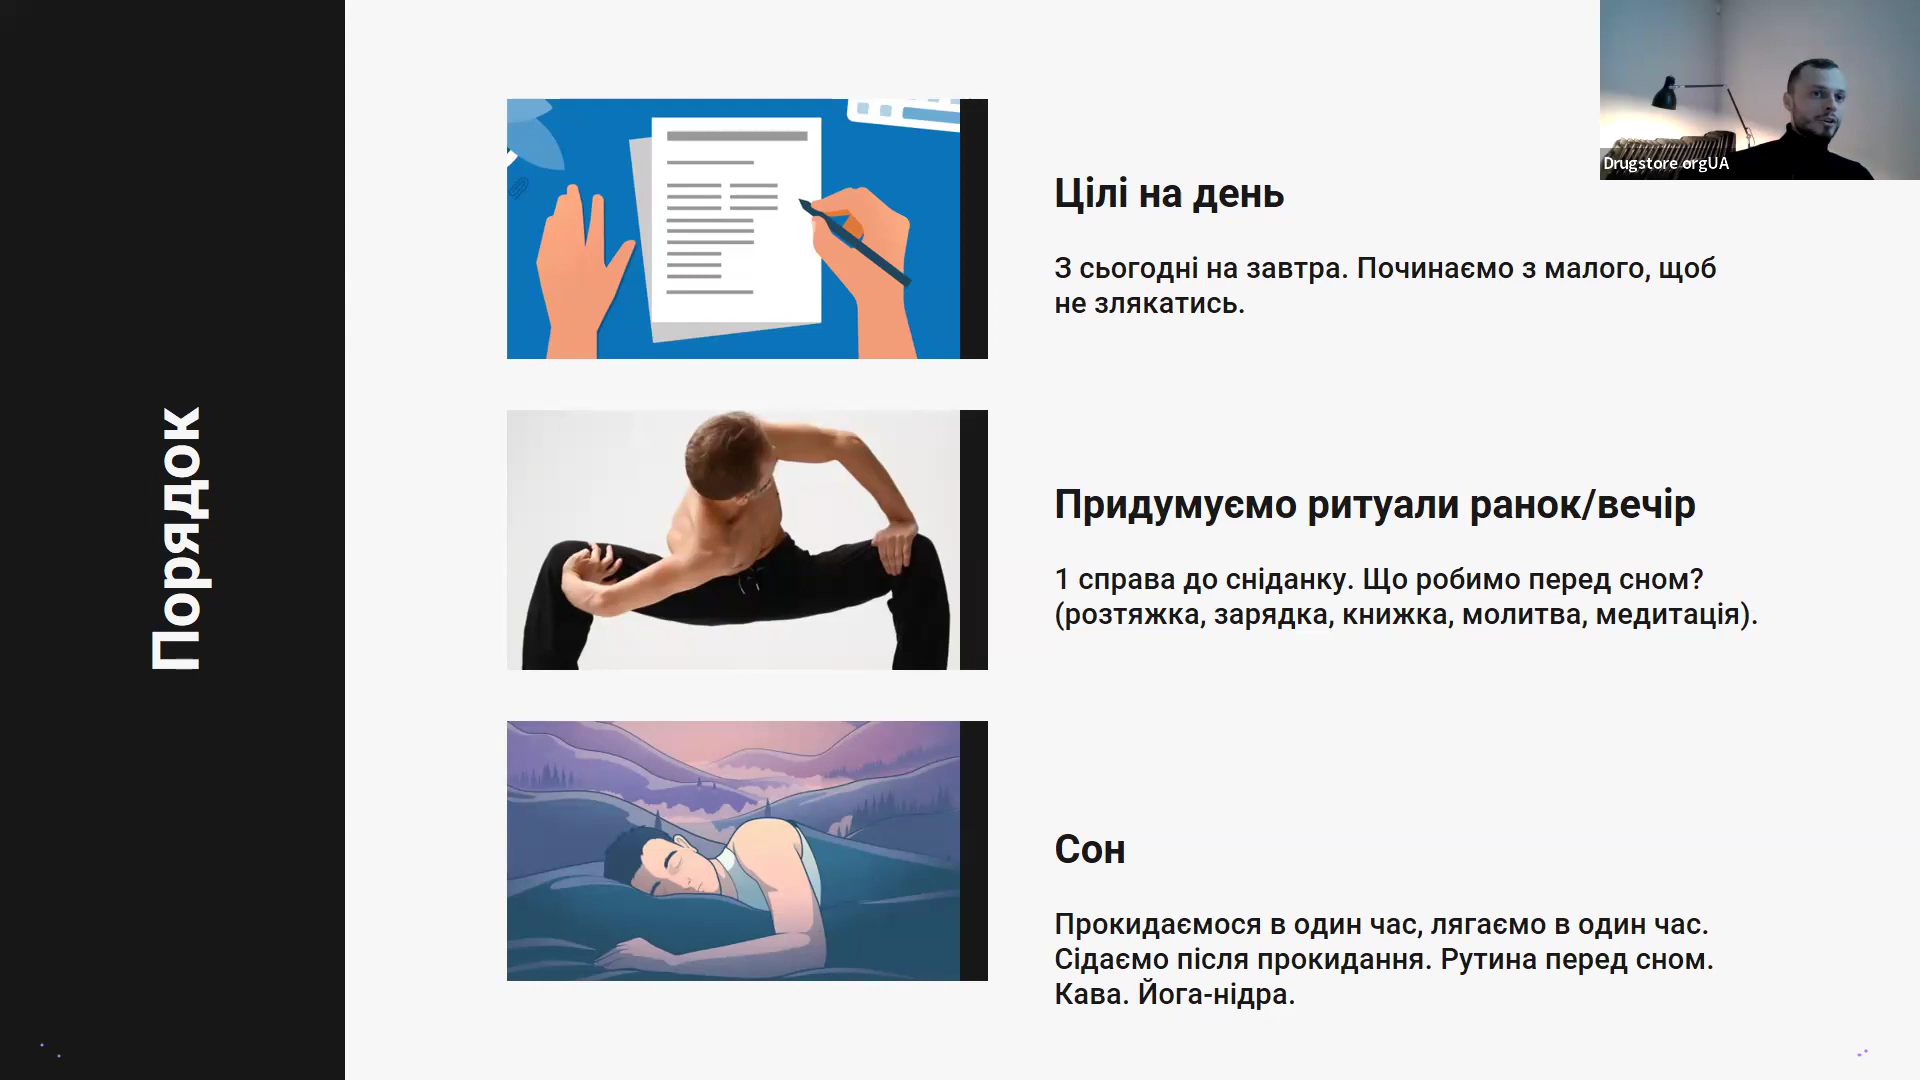 Порядок
Цілі на день
З сьогодні на завтра. Починаємо з малого, щоб
не злякатись.
Придумуємо ритуали ранок/вечір
1 справа до сніданку. Що робимо перед сном?
(розтяжка, зарядка, книжка, молитва, медитація).
Сон
Прокидаємося в один час, лягаємо в один час.
Сідаємо після прокидання. Рутина перед сном.
Кава. Йога-нідра.
Drugstore orgUA